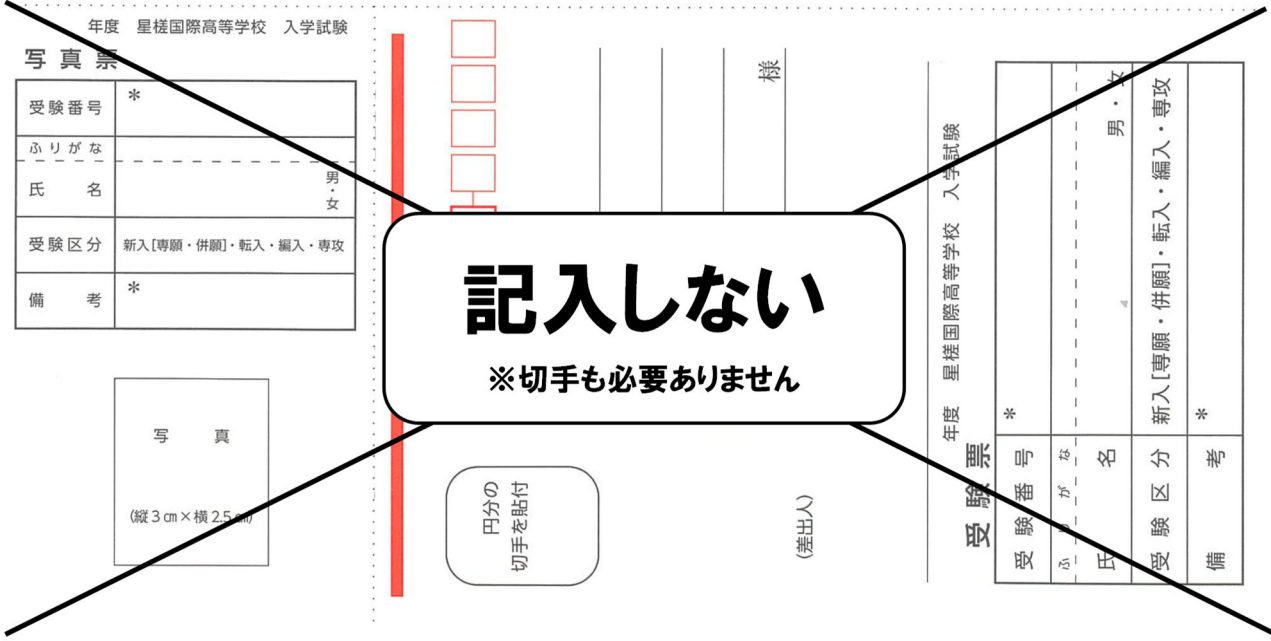 年度 星槎国際高等学校 入学試験
写真票
受験番号 *
ふりがな
氏 名 男・女
受験区分 新入[専願・併願]・転入・編入・専攻
備 考 *
写 真
(縦3㎝×横2.5㎝)
様
記入しない
※切手も必要ありません
円分の
切手を貼付
(差出人)
年度 星槎国際高等学校 入学試験
受験票
受験番号 *
ふりがな
氏 名 男・女
受験区分 新入[専願・併願]・転入・編入・専攻
備 考 *